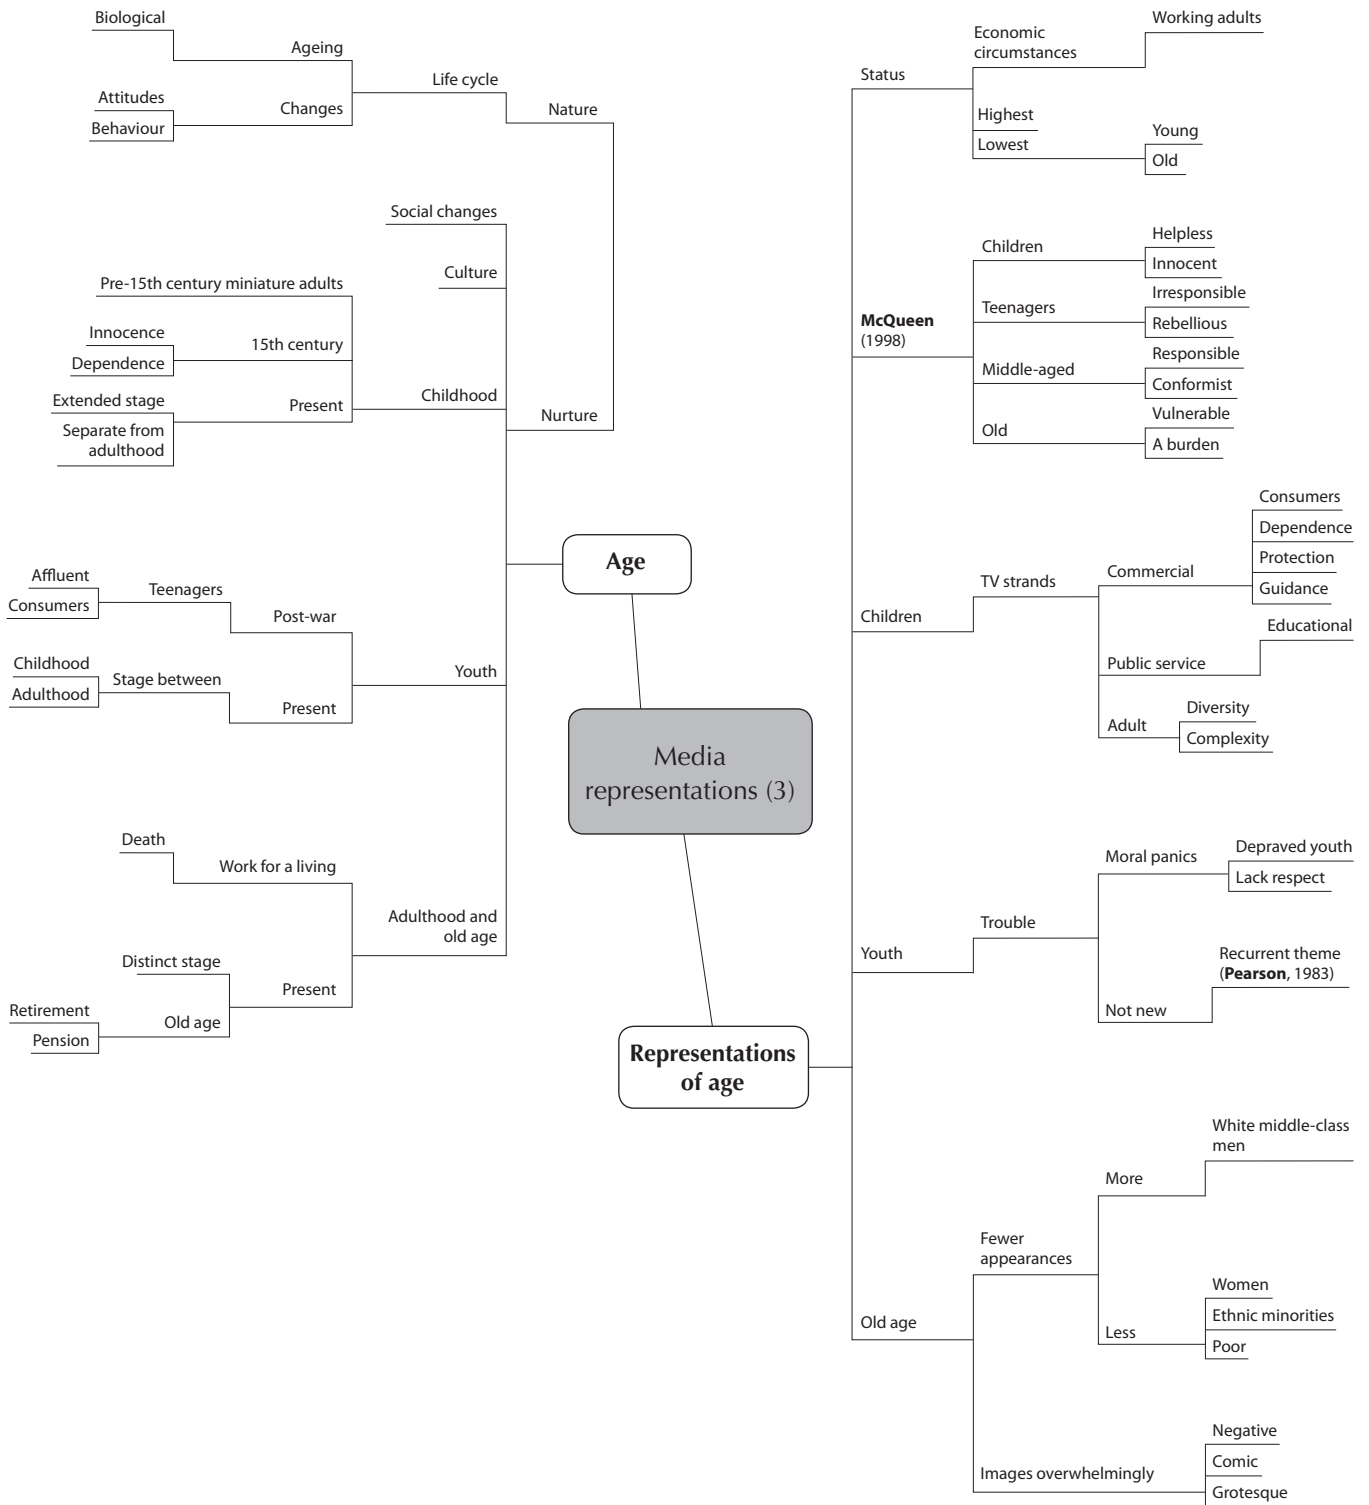 Biological
Ageing
Attitudes
Behaviour
Changes
Life cycle
Nature
Social changes
Culture
Pre-15th century miniature adults
Innocence
Dependence
15th century
Extended stage
Separate from
adulthood
Present
Childhood
Nurture
Age
Affluent
Consumers
Teenagers
Post-war
Childhood
Adulthood
Stage between
Present
Youth
Death
Work for a living
Adulthood and
old age
Distinct stage
Present
Retirement
Pension
Old age
Media
representations (3)
Representations
of age
Status
Economic
circumstances
Working adults
Highest
Lowest
Young
Old
McQueen
(1998)
Children
Helpless
Innocent
Teenagers
Irresponsible
Rebellious
Middle-aged
Responsible
Conformist
Old
Vulnerable
A burden
Children
TV strands
Commercial
Consumers
Dependence
Protection
Guidance
Public service
Educational
Adult
Diversity
Complexity
Youth
Trouble
Moral panics
Depraved youth
Lack respect
Not new
Recurrent theme
(Pearson, 1983)
Old age
Fewer
appearances
More
White middle-class
men
Less
Women
Ethnic minorities
Poor
Images overwhelmingly
Negative
Comic
Grotesque